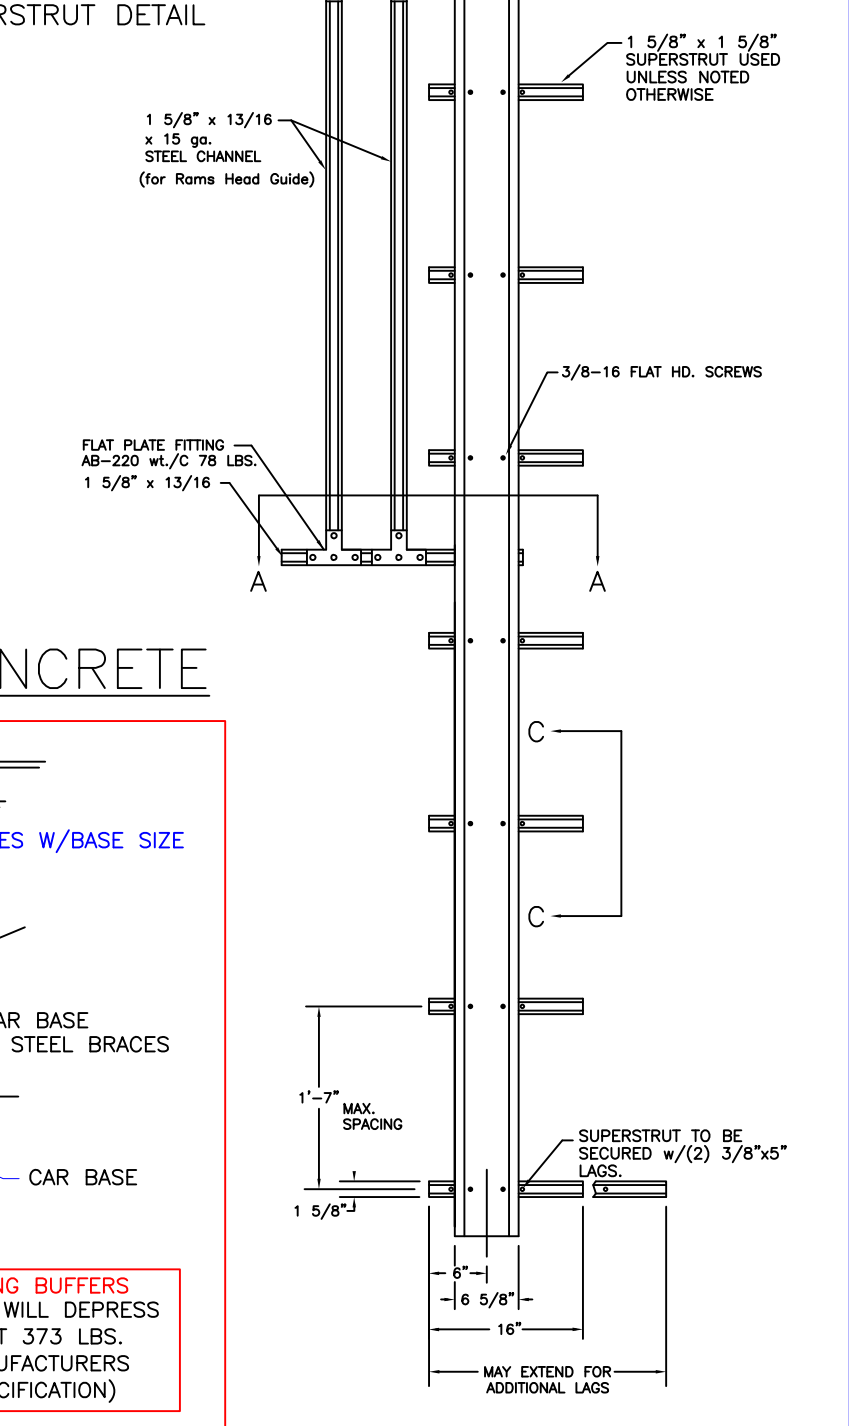 RSTRUT DETAIL
1 5/8" x 1 5/8"
SUPERSTRUT USED
UNLESS NOTED
OTHERWISE
1 5/8" x 13/16
x 15 ga.
STEEL CHANNEL
(for Rams Head Guide)
3/8-16 FLAT HD. SCREWS
FLAT PLATE FITTING
AB-220 wt./C 78 LBS.
1 5/8" x 13/16
A A
NCRETE
C
ES W/BASE SIZE
C
AR BASE
STEEL BRACES
1'-7"
MAX.
SPACING
SUPERSTRUT TO BE
SECURED w/(2) 3/8"x5"
LAGS.
CAR BASE
1 5/8"
6"
NG BUFFERS
6 5/8"
WILL DEPRESS
16"
T 373 LBS.
UFACTURERS
MAY EXTEND FOR
ADDITIONAL LAGS
CIFICATION)